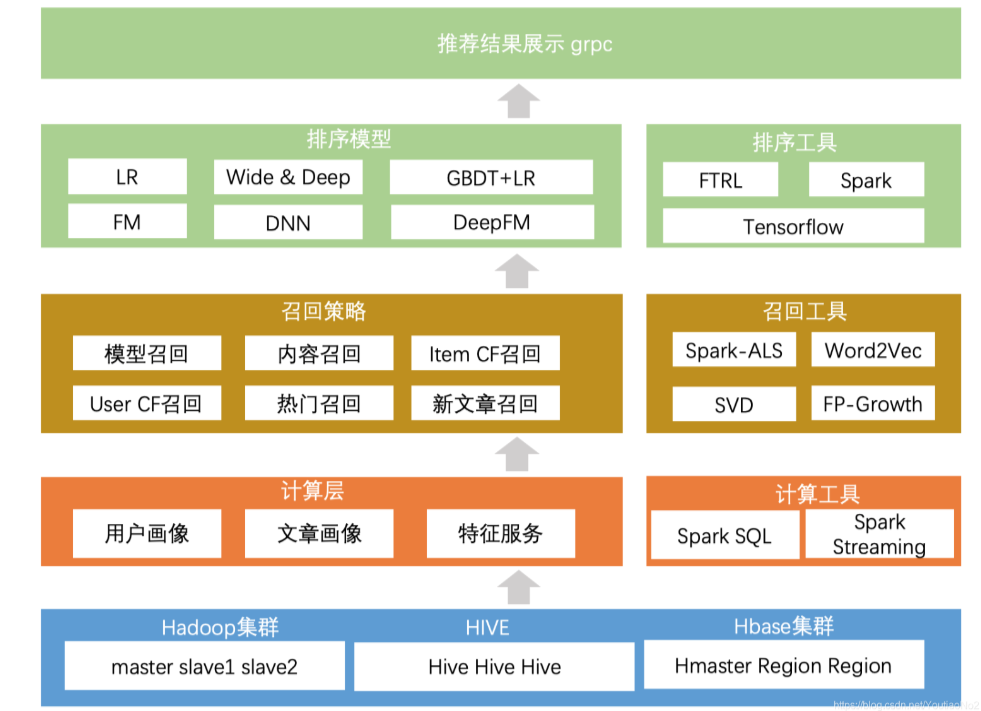 推荐结果展示 grpc
排序模型
LR
Wide & Deep
GBDT+LR
FM
DNN
DeepFM
排序工具
FTRL
Spark
Tensorflow
召回策略
模型召回
内容召回
Item CF召回
User CF召回
热门召回
新文章召回
召回工具
Spark-ALS
Word2Vec
SVD
FP-Growth
计算层
用户画像
文章画像
特征服务
计算工具
Spark SQL
Spark
Streaming
Hadoop集群
HIVE
Hbase集群
master slave1 slave2
Hive Hive Hive
Hmaster Region Region